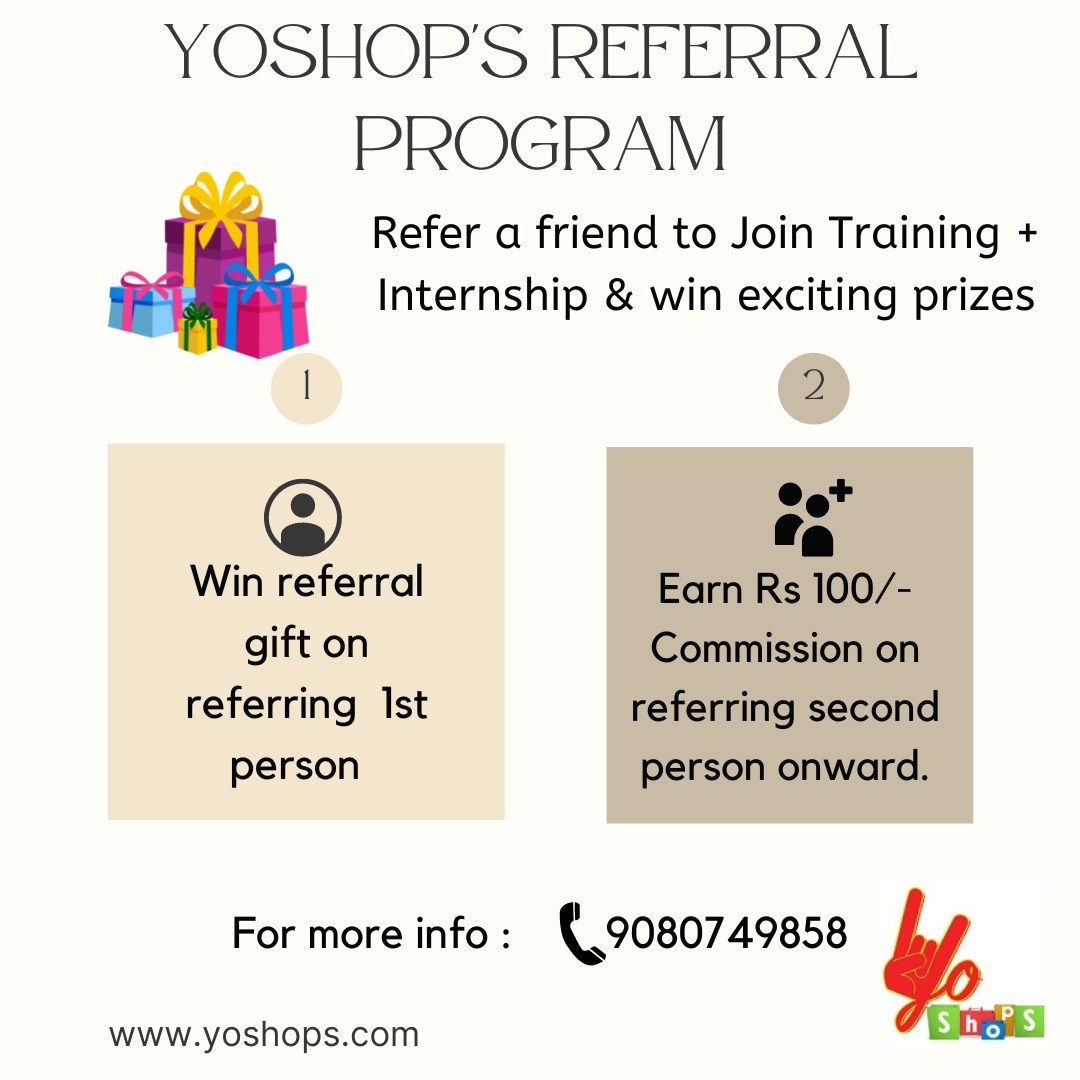 YOSHOP'S REFERRAL
PROGRAM
Refer a friend to Join Training +
Internship & win exciting prizes
1
2
Win referral
gift on
referring 1st
person
Earn Rs 100/-
Commission on
referring second
person onward.
For more info :
9080749858
Yo
ShoPS
www.yoshops.com